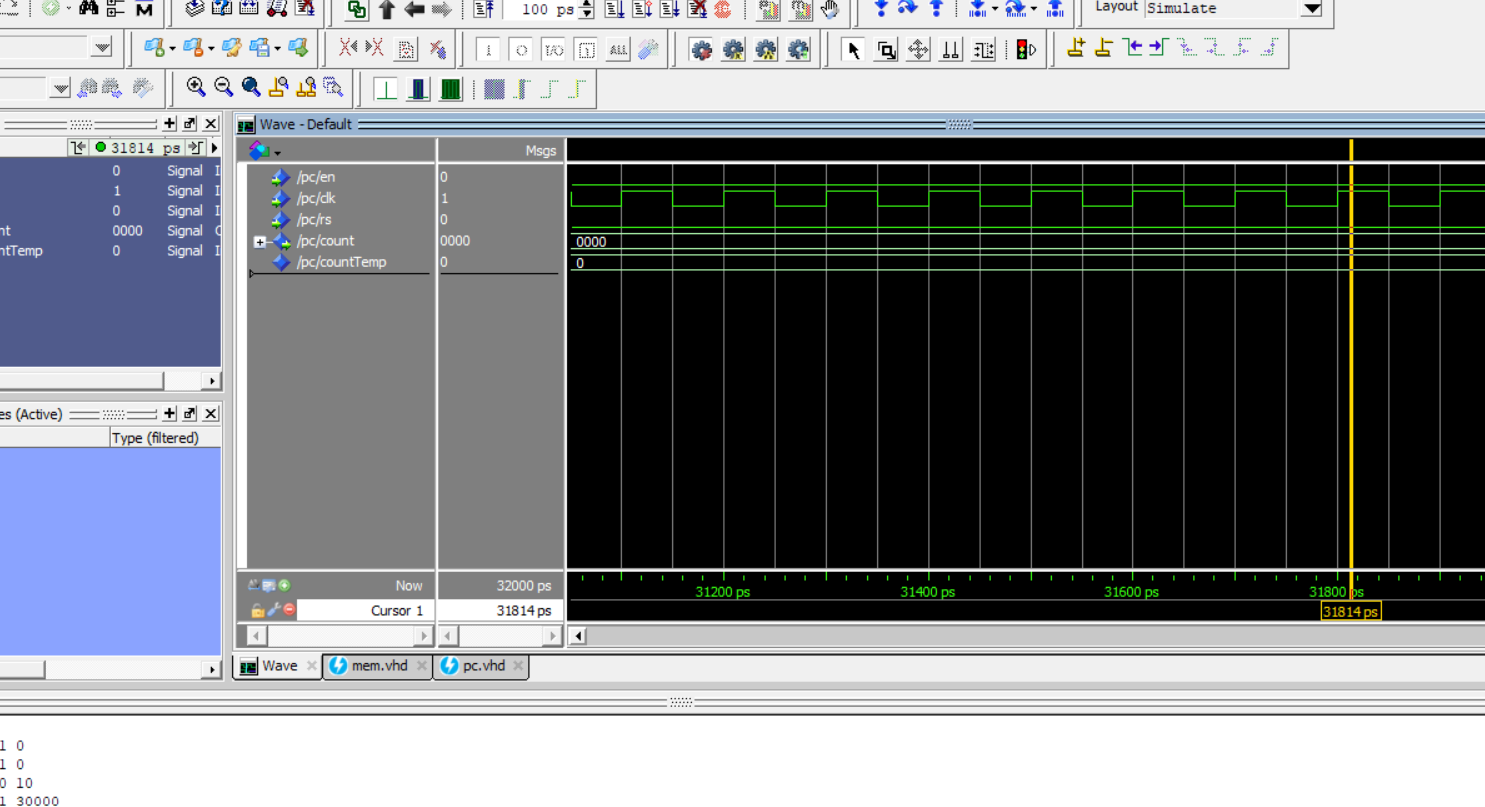 100 ps
Layout Simulate
Wave - Default
31814 ps
Msgs
0 Signal I
1 Signal I
0 Signal I
nt 0000 Signal
ntTemp 0 Signal I
/pc/en 0
/pc/clk 1
/pc/rs 0
/pc/count 0000 0000
/pc/countTemp 0 0
es (Active)
Type (filtered)
Now 32000 ps
31200 ps 31400 ps 31600 ps 31800 ps
Cursor 1 31814 ps 31814 ps
Wave mem.vhd pc.vhd
1 0
1 0
0 10
1 30000